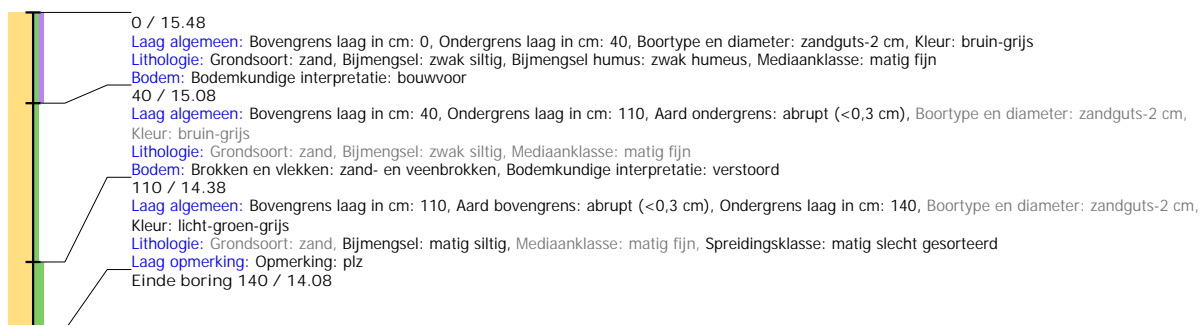 0 / 15.48
Laag algemeen: Bovengrens laag in cm: 0, Ondergrens laag in cm: 40, Boortype en diameter: zandguts-2 cm, Kleur: bruin-grijs
Lithologie: Grondsoort: zand, Bijmengsel: zwak siltig, Bijmengsel humus: zwak humeus, Mediaanklasse: matig fijn
Bodem: Bodemkundige interpretatie: bouwvoor
40 / 15.08
Laag algemeen: Bovengrens laag in cm: 40, Ondergrens laag in cm: 110, Aard ondergrens: abrupt (<0,3 cm), Boortype en diameter: zandguts-2 cm,
Kleur: bruin-grijs
Lithologie: Grondsoort: zand, Bijmengsel: zwak siltig, Mediaanklasse: matig fijn
Bodem: Brokken en vlekken: zand- en veenbrokken, Bodemkundige interpretatie: verstoord
110 / 14.38
Laag algemeen: Bovengrens laag in cm: 110, Aard bovengrens: abrupt (<0,3 cm), Ondergrens laag in cm: 140, Boortype en diameter: zandguts-2 cm,
Kleur: licht-groen-grijs
Lithologie: Grondsoort: zand, Bijmengsel: matig siltig, Mediaanklasse: matig fijn, Spreidingsklasse: matig slecht gesorteerd
Laag opmerking: Opmerking: plz
Einde boring 140 / 14.08